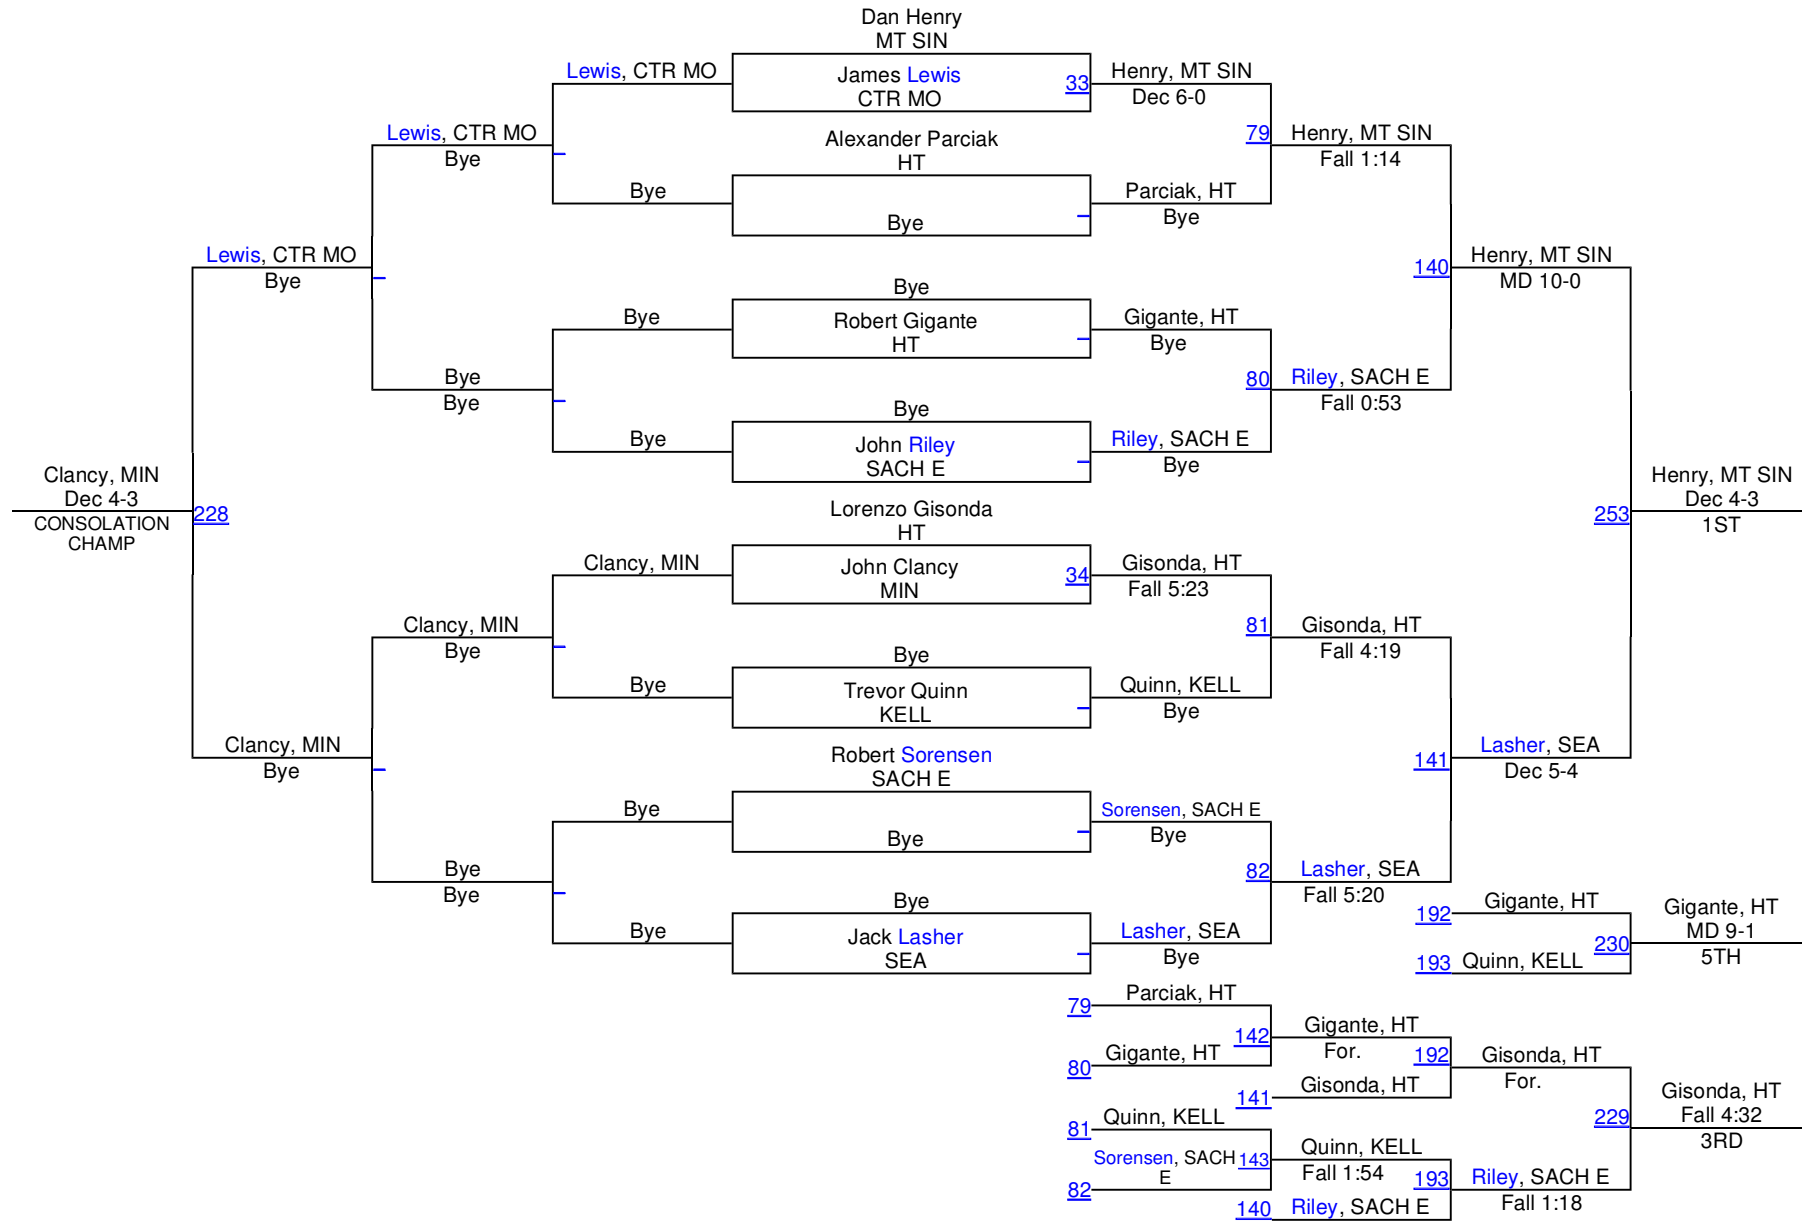 Dan Henry
MT SIN
James Lewis
CTR MO
33
Alexander Parciak
HT
Bye
Bye
Robert Gigante
HT
Bye
John Riley
SACH E
Lorenzo Gisonda
HT
John Clancy
MIN
34
Bye
Trevor Quinn
KELL
Robert Sorensen
SACH E
Bye
Bye
Jack Lasher
SEA
Henry, MT SIN
Dec 6-0
Parciak, HT
Bye
Gigante, HT
Bye
Riley, SACH E
Bye
Gisonda, HT
Fall 5:23
Quinn, KELL
Bye
Sorensen, SACH E
Bye
Lasher, SEA
Bye
79
Henry, MT SIN
Fall 1:14
80
Riley, SACH E
Fall 0:53
81
Gisonda, HT
Fall 4:19
82
Lasher, SEA
Fall 5:20
140
Henry, MT SIN
MD 10-0
141
Lasher, SEA
Dec 5-4
253
Henry, MT SIN
Dec 4-3
1ST
Lewis, CTR MO
Bye
Bye
Bye
Clancy, MIN
Bye
Bye
Bye
Lewis, CTR MO
Bye
Bye
Bye
Clancy, MIN
Bye
Bye
Bye
Lewis, CTR MO
Bye
Clancy, MIN
Bye
228
Clancy, MIN
Dec 4-3
CONSOLATION
CHAMP
192
Gigante, HT
193
Quinn, KELL
230
Gigante, HT
MD 9-1
5TH
79
Parciak, HT
80
Gigante, HT
142
Gigante, HT
For.
141
Gisonda, HT
192
Gisonda, HT
For.
81
Quinn, KELL
82
Sorensen, SACH
E
143
Quinn, KELL
Fall 1:54
140
Riley, SACH E
193
Riley, SACH E
Fall 1:18
229
Gisonda, HT
Fall 4:32
3RD